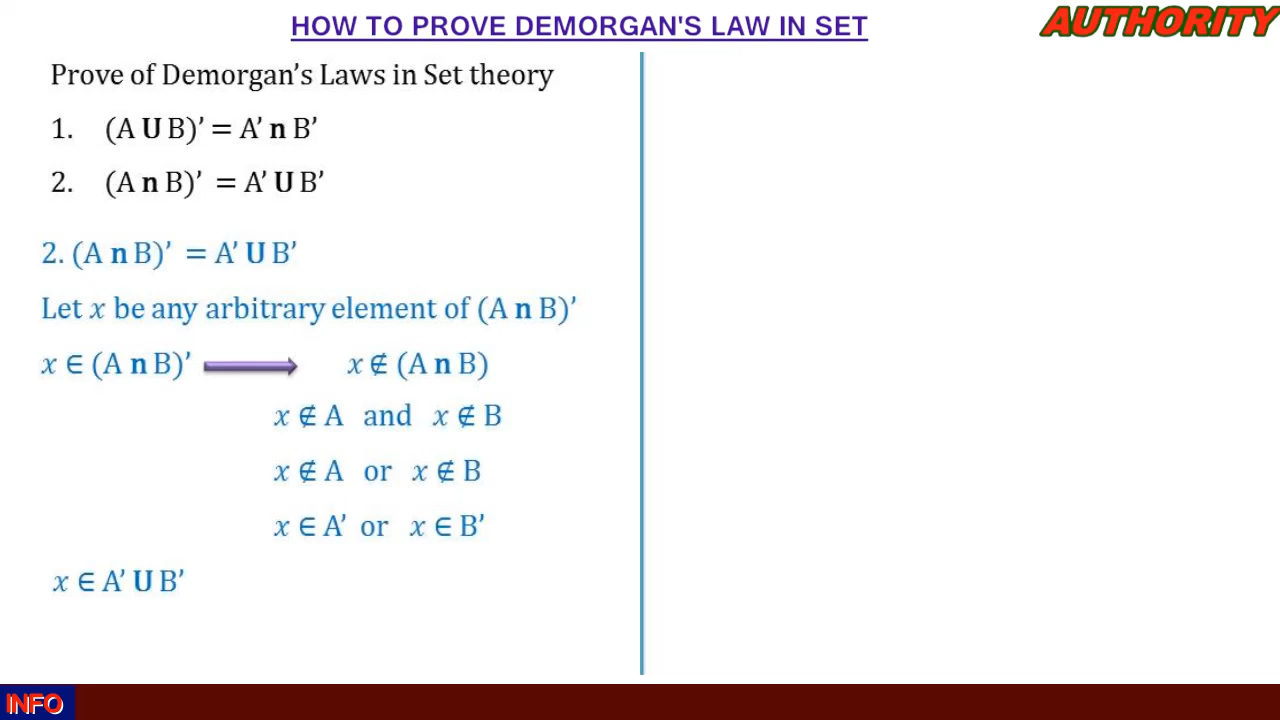 HOW TO PROVE DEMORGAN'S LAW IN SET
AUTHORITY
Prove of Demorgan’s Laws in Set theory
1. (A U B)’ = A’ n B’
2. (A n B)’ = A’ U B’
2. (A n B)’ = A’ U B’
Let x be any arbitrary element of (A n B)’
x ∈ (A n B)’ x ∉ (A n B)
x ∉ A and x ∉ B
x ∉ A or x ∉ B
x ∈ A’ or x ∈ B’
x ∈ A’ U B’
INFO